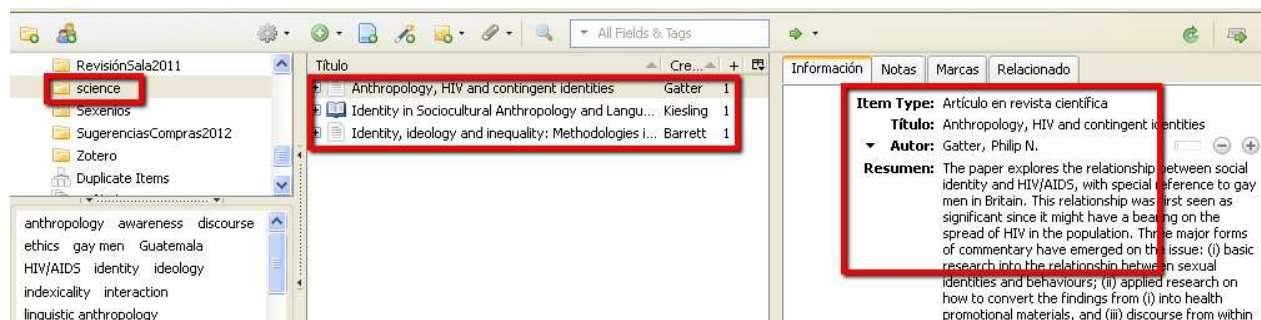 All Fields & Tags
RevisiónSala2011
science
Sexenios
SugerenciasCompras2012
Zotero
Duplicate Items
anthropology awareness discourse
ethics gay men Guatemala
HIV/AIDS identity ideology
indexicality interaction
linguistic anthropology
Título Cre... +
Anthropology, HIV and contingent identities Gatter 1
Identity in Sociocultural Anthropology and Langu... Kiesling 1
Identity, ideology and inequality: Methodologies i... Barrett 1
Información Notas Marcas Relacionado
Item Type: Artículo en revista científica
Título: Anthropology, HIV and contingent identities
Autor: Gatter, Philip N.
Resumen: The paper explores the relationship between social
identity and HIV/AIDS, with special reference to gay
men in Britain. This relationship was first seen as
significant since it might have a bearing on the
spread of HIV in the population. Three major forms
of commentary have emerged on the issue: (i) basic
research into the relationship between sexual
identities and behaviours; (ii) applied research on
how to convert the findings from (i) into health
promotional materials, and (iii) discourse from within